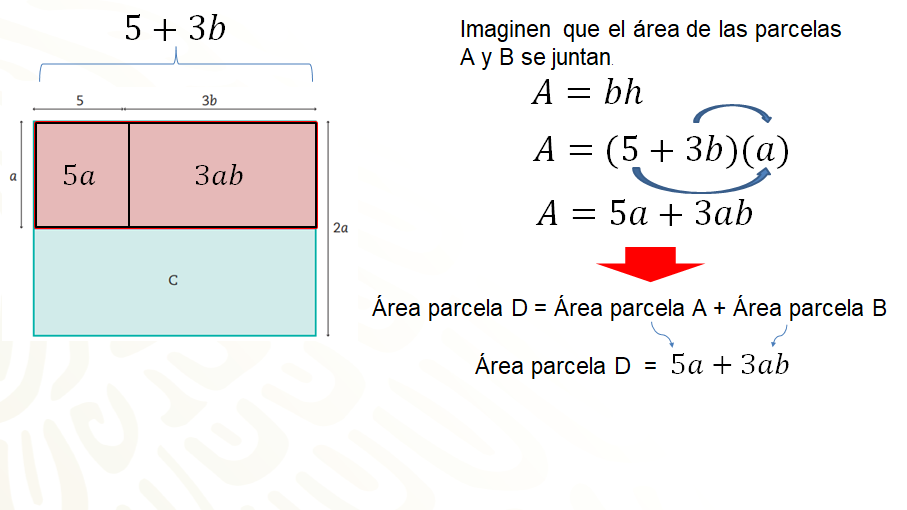 5 + 3b
5
3b
a
5a
3ab
2a
C
Imaginen que el área de las parcelas
A y B se juntan.
A = bh
A = (5 + 3b)(a)
A = 5a + 3ab
Área parcela D = Área parcela A + Área parcela B
Área parcela D = 5a + 3ab